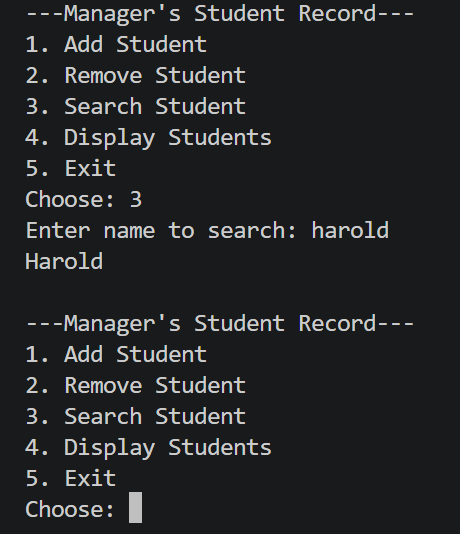 ---Manager's Student Record---
1. Add Student
2. Remove Student
3. Search Student
4. Display Students
5. Exit
Choose: 3
Enter name to search: harold
Harold

---Manager's Student Record---
1. Add Student
2. Remove Student
3. Search Student
4. Display Students
5. Exit
Choose: